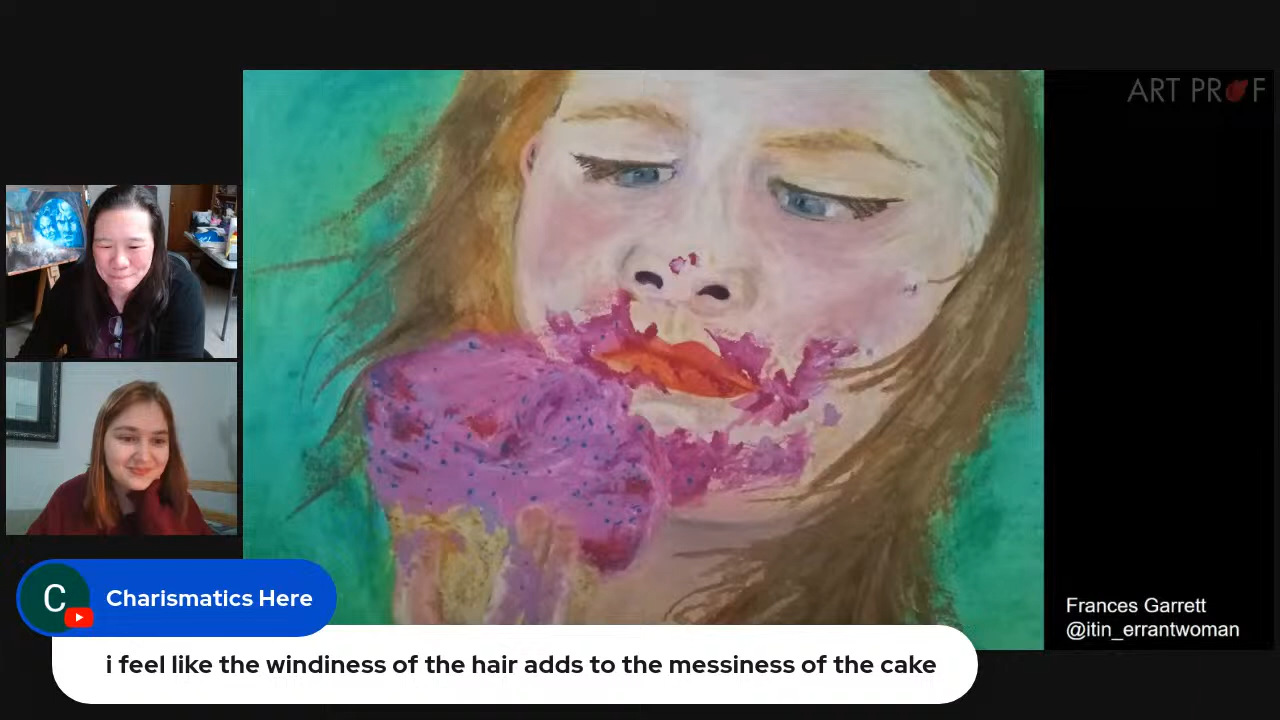 ART PROF
Frances Garrett
@itin_errantwoman
C
Charismatics Here
i feel like the windiness of the hair adds to the messiness of the cake